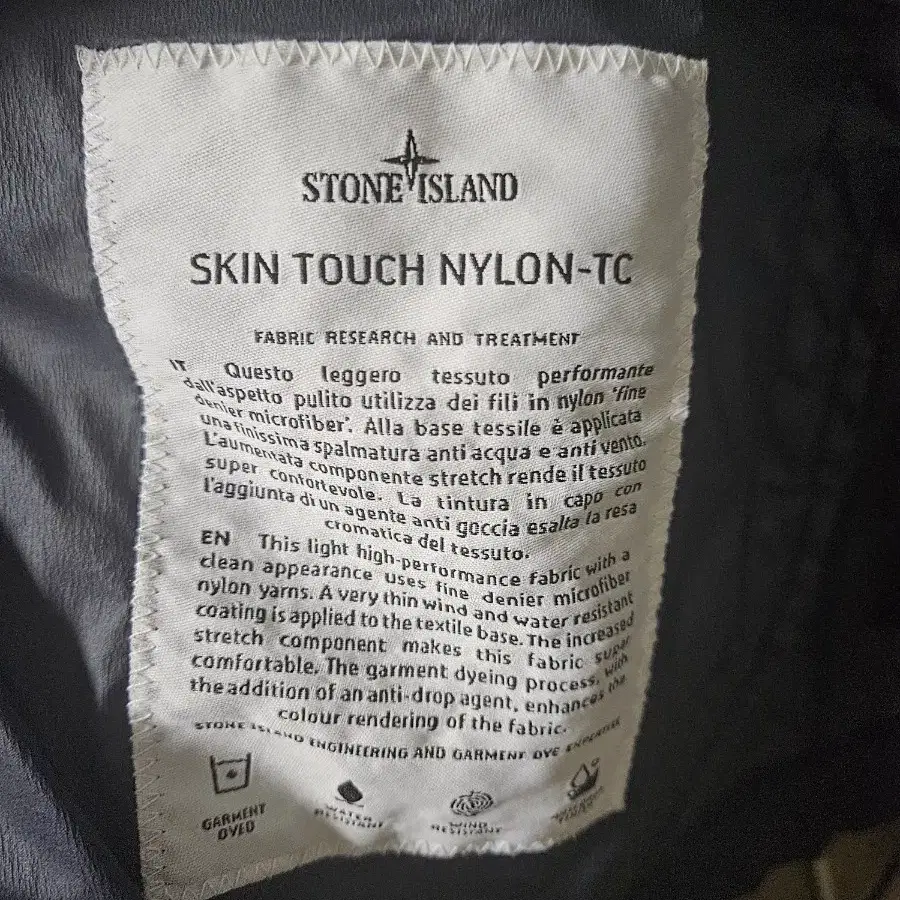 STONE ISLAND
SKIN TOUCH NYLON-TC
FABRIC RESEARCH AND TREATMENT
IT Questo leggero tessuto performante
dall'aspetto pulito utilizza dei fili in nylon 'fine
denier microfiber'. Alla base tessile è applicata
una finissima spalmatura anti acqua e anti vento.
L'aumentata componente stretch rende il tessuto
super confortevole. La tintura in capo con
l'aggiunta di un agente anti goccia esalta la resa
cromatica del tessuto.
EN This light high-performance fabric with a
clean appearance uses fine denier microfiber
nylon yarns. A very thin wind and water resistant
coating is applied to the textile base. The increased
stretch component makes this fabric super
comfortable. The garment dyeing process, with
the addition of an anti-drop agent, enhances the
colour rendering of the fabric.
STONE ISLAND ENGINEERING AND GARMENT DYE EXPERTISE
GARMENT
DYED
WATER
RESISTANT
WIND
RESISTANT